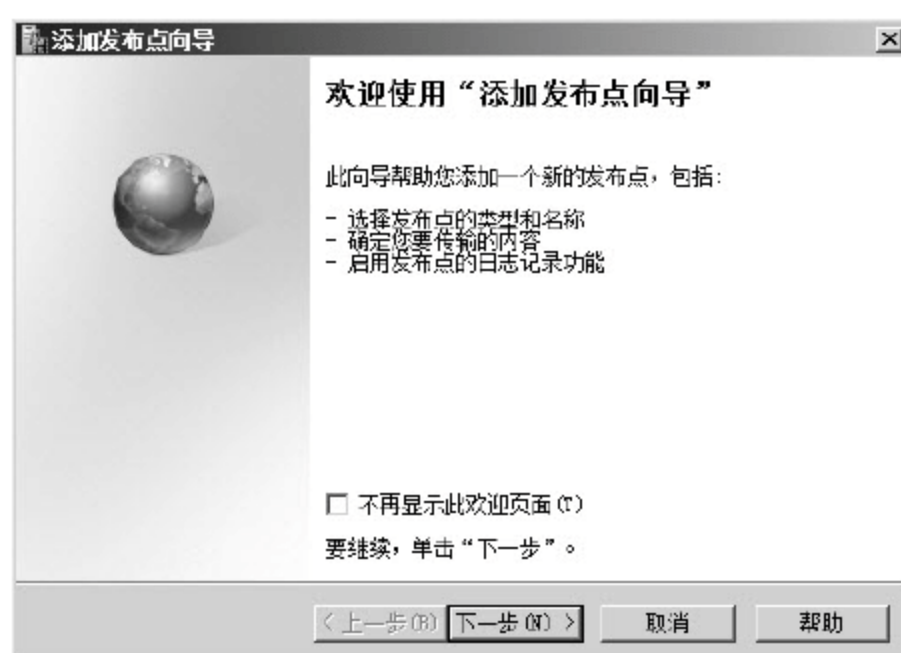 添加发布点向导
欢迎使用“添加发布点向导”
此向导帮助您添加一个新的发布点，包括：
- 选择发布点的类型和名称
- 确定您要传输的内容
- 启用发布点的日志记录功能
不再显示此欢迎页面(T)
要继续，单击“下一步”。
<上一步(B) 下一步(N) > 取消 帮助